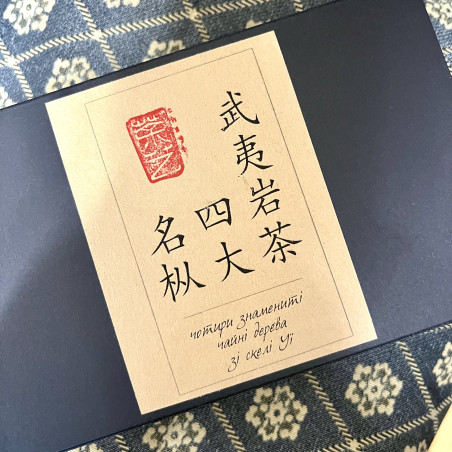 武夷岩茶
四大
名枞
чотири знамениті
чайні дерева
зі скелі Уї